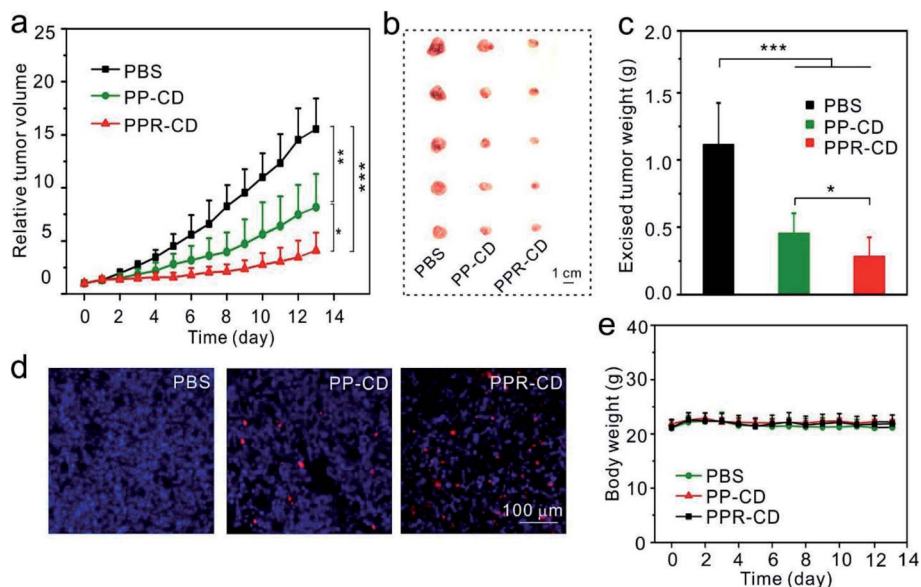 a
25
20
15
10
5
0
Relative tumor volume
PBS
PP-CD
PPR-CD
**
***
*
0 2 4 6 8 10 12 14
Time (day)
b
PBS
PP-CD
PPR-CD
1 cm
c
2.0
1.5
1.0
0.5
0.0
Excised tumor weight (g)
***
PBS
PP-CD
PPR-CD
*
d
PBS
PP-CD
PPR-CD
100 μm
e
40
30
20
10
0
Body weight (g)
PBS
PP-CD
PPR-CD
0 2 4 6 8 10 12 14
Time (day)